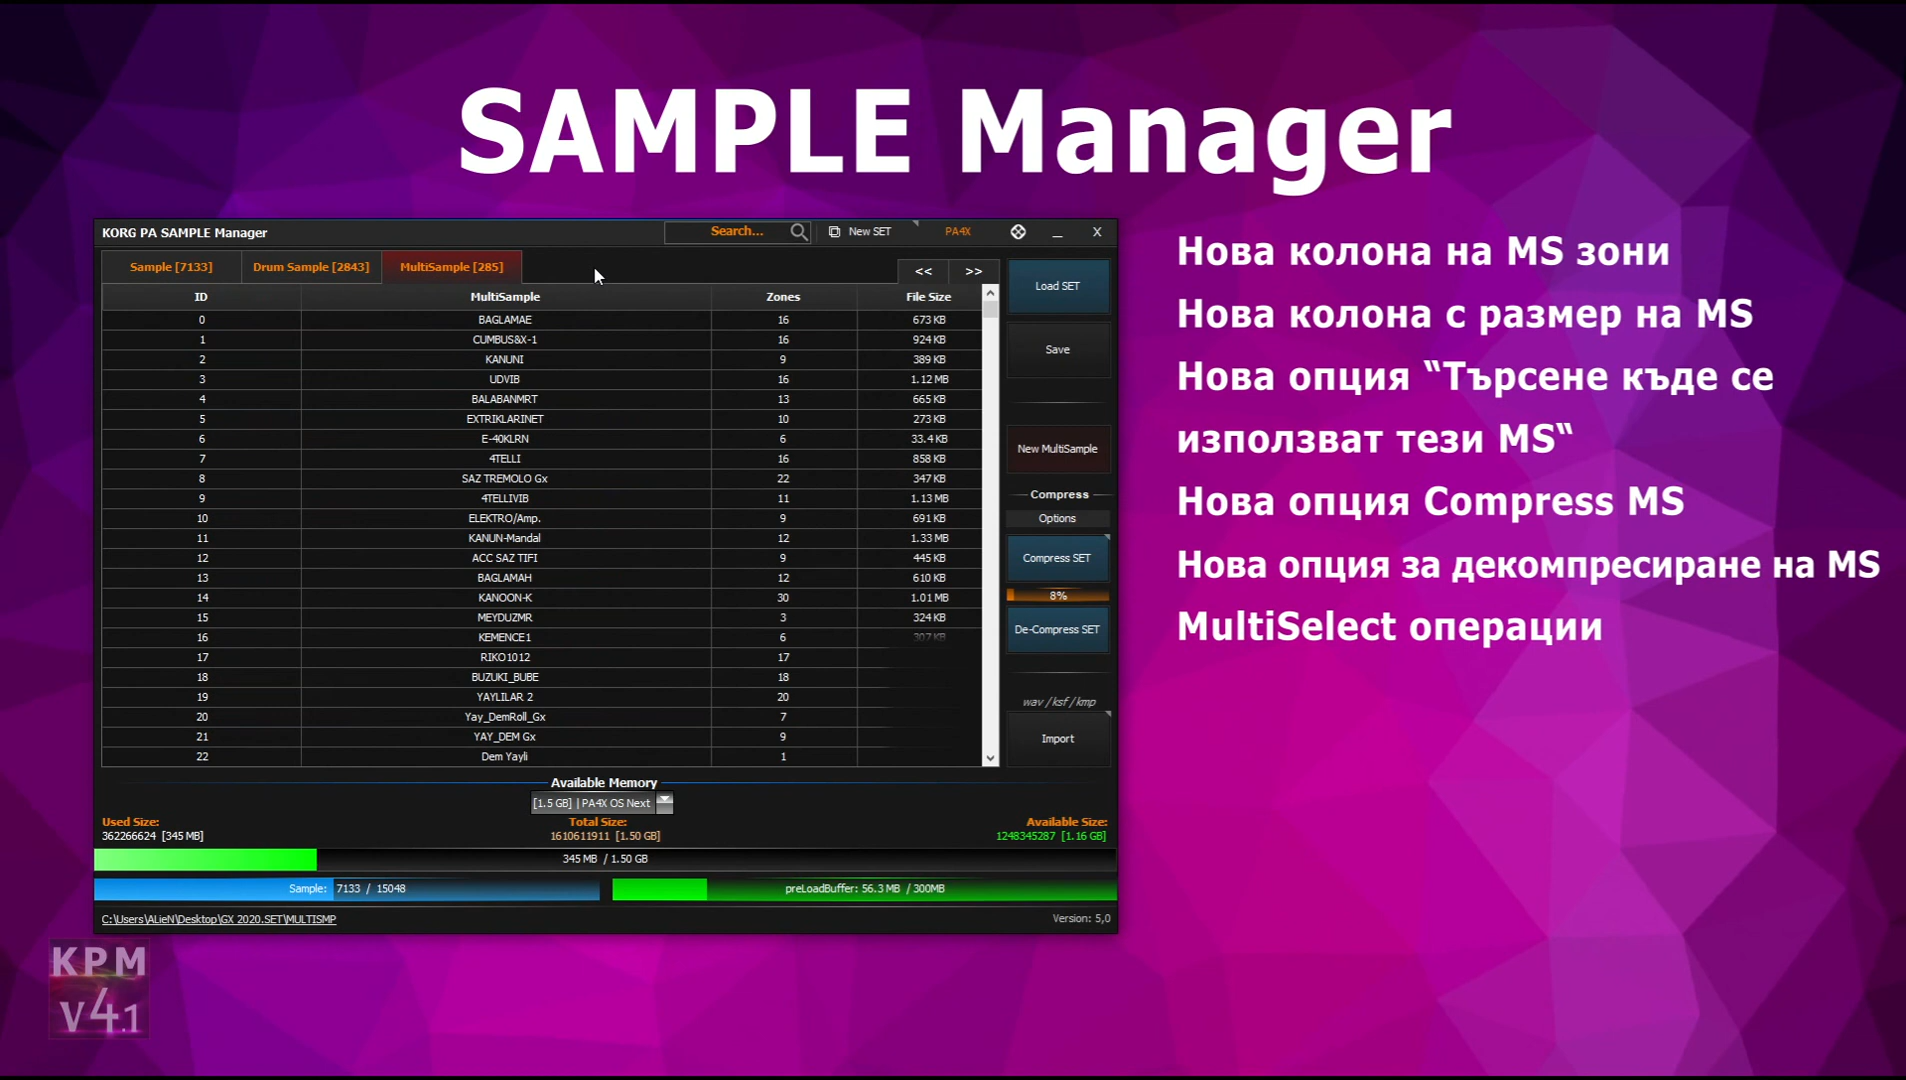 SAMPLE Manager
KORG PA SAMPLE Manager
Search...
New SET
PA4X
X
Sample [7133]
Drum Sample [2843]
MultiSample [285]
<<
>>
ID MultiSample Zones File Size
0 BAGLAMAE 16 673 KB
1 CUMBUS&X-1 16 924 KB
2 KANUNI 9 389 KB
3 UDVIB 16 1.12 MB
4 BALABANMRT 13 665 KB
5 EXTRIKLARINET 10 273 KB
6 E-40KLRN 6 33.4 KB
7 4TELLI 16 858 KB
8 SAZ TREMOLO Gx 22 347 KB
9 4TELLIVIB 11 1.13 MB
10 ELEKTRO/Amp. 9 691 KB
11 KANUN-Mandal 12 1.33 MB
12 ACC SAZ TIFI 9 445 KB
13 BAGLAMAH 12 610 KB
14 KANOON-K 30 1.01 MB
15 MEYDUZMR 3 324 KB
16 KEMENCE1 6 307 KB
17 RIKO1012 17
18 BUZUKI_BUBE 18
19 YAYLILAR 2 20
20 Yay_DemRoll_Gx 7
21 YAY_DEM Gx 9
22 Dem Yayli 1
Load SET
Save
New MultiSample
Compress
Options
Compress SET
8%
De-Compress SET
wav /ksf /kmp
Import
Available Memory
[1.5 GB] | PA4X OS Next
Used Size:
362266624 [345 MB]
Total Size:
1610611911 [1.50 GB]
Available Size:
1248345287 [1.16 GB]
345 MB / 1.50 GB
Sample: 7133 / 15048
preLoadBuffer: 56.3 MB / 300MB
C:\Users\ALieN\Desktop\GX 2020.SET\MULTISMP
Version: 5,0
Нова колона на MS зони
Нова колона с размер на MS
Нова опция “Търсене къде се
използват тези MS“
Нова опция Compress MS
Нова опция за декомпресиране на MS
MultiSelect операции
KPM
v4.1